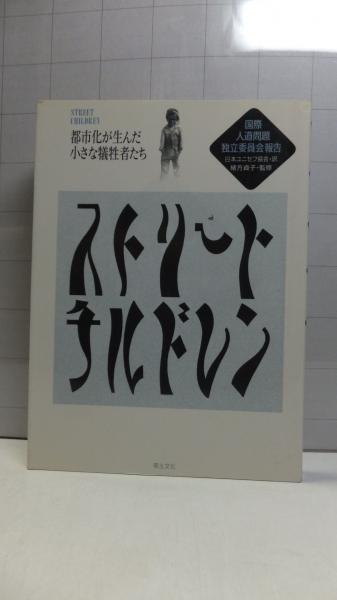 STREET
CHILDREN
都市化が生んだ
小さな犠牲者たち
国際
人道問題
独立委員会報告
日本ユニセフ協会・訳
緒方貞子・監修
ストリート
チルドレン
草土文化